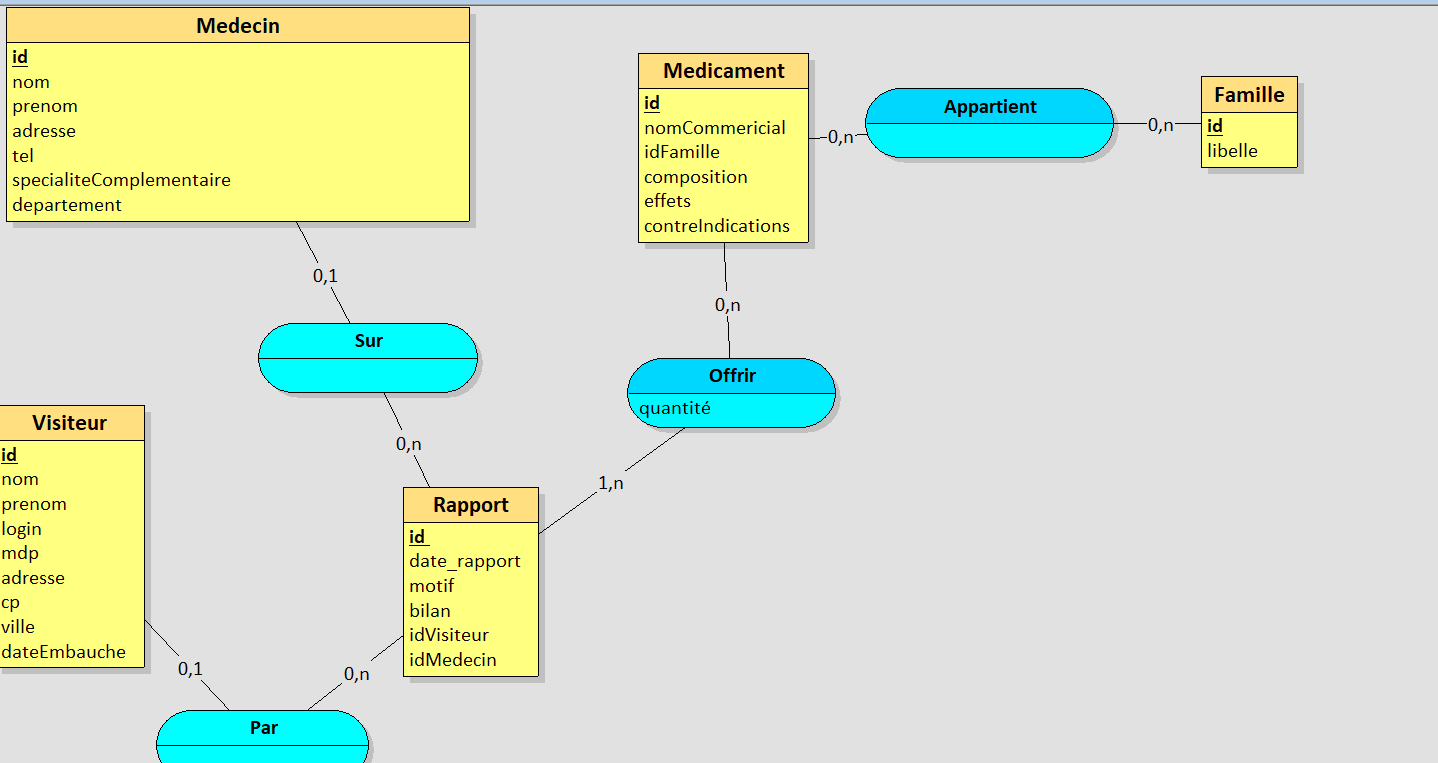 Medecin
id
nom
prenom
adresse
tel
specialiteComplementaire
departement
0,1
Sur
0,n
Visiteur
id
nom
prenom
login
mdp
adresse
cp
ville
dateEmbauche
0,1
Par
0,n
Rapport
id
date_rapport
motif
bilan
idVisiteur
idMedecin
1,n
Offrir
quantité
0,n
Medicament
id
nomCommericial
idFamille
composition
effets
contreIndications
0,n
Appartient
0,n
Famille
id
libelle